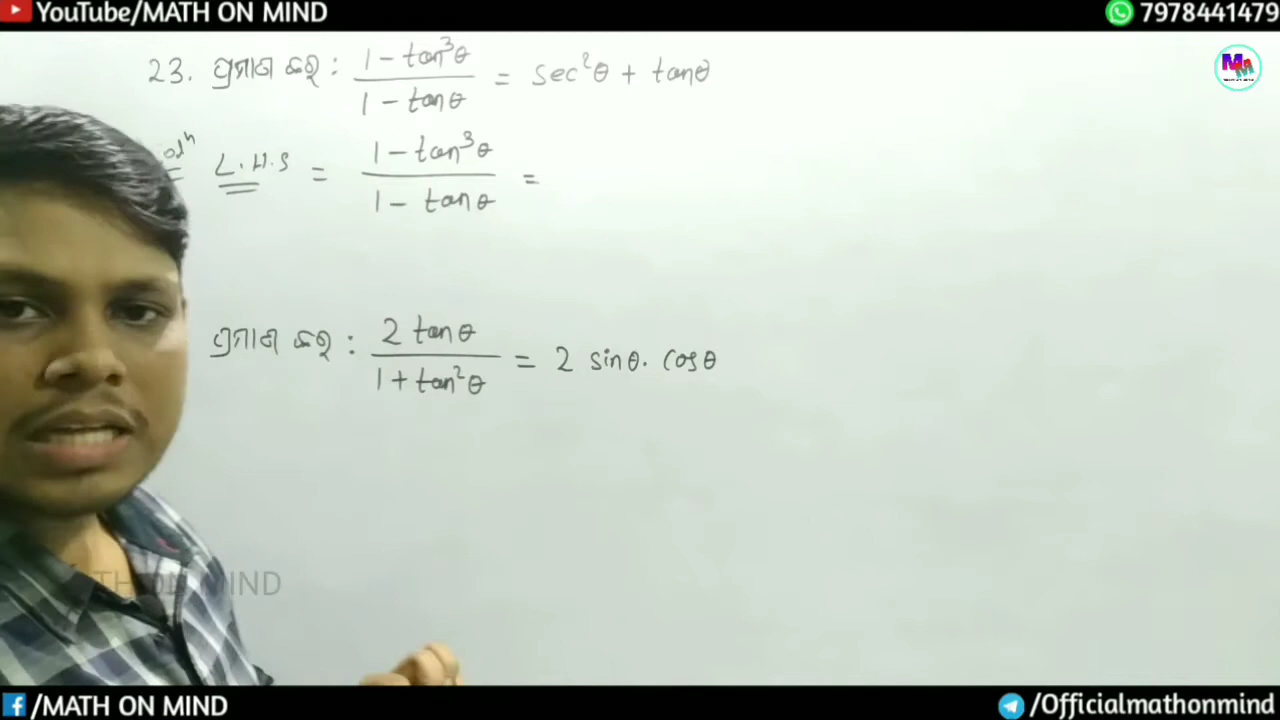 YouTube/MATH ON MIND
7978441479
23. ପ୍ରମାଣ କର : (1 - tan³θ)/(1 - tanθ) = sec²θ + tanθ
L.H.S = (1 - tan³θ)/(1 - tanθ) =
ପ୍ରମାଣ କର : (2 tanθ)/(1 + tan²θ) = 2 sinθ. cosθ
MIND
/MATH ON MIND
/Officialmathonmind